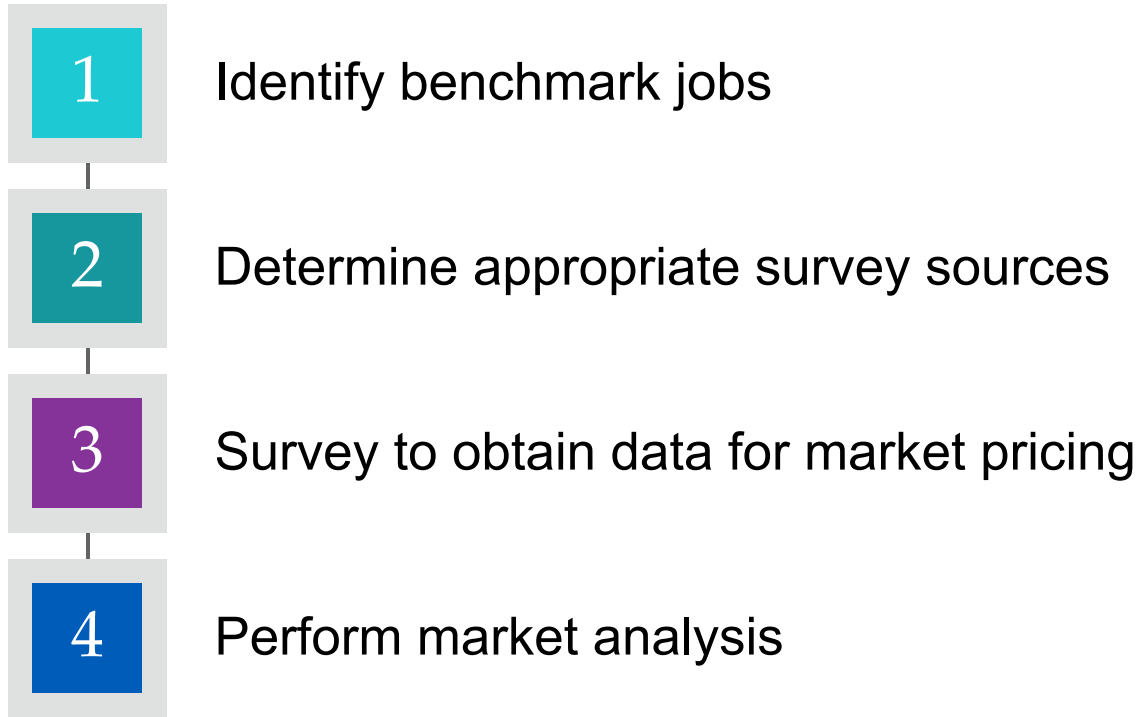 1 Identify benchmark jobs
2 Determine appropriate survey sources
3 Survey to obtain data for market pricing
4 Perform market analysis